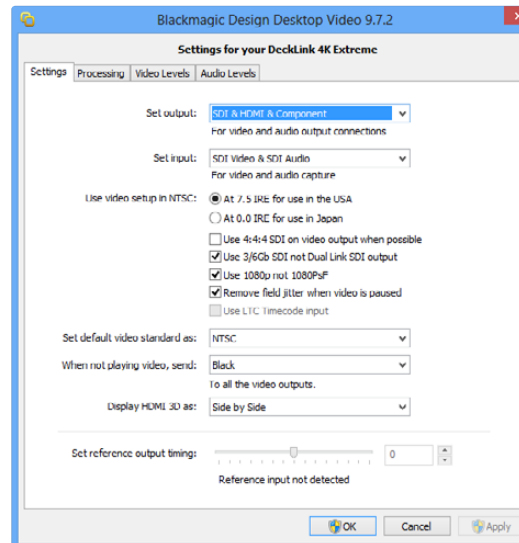 Blackmagic Design Desktop Video 9.7.2
Settings for your DeckLink 4K Extreme
Settings Processing Video Levels Audio Levels
Set output: SDI & HDMI & Component
For video and audio output connections
Set input: SDI Video & SDI Audio
For video and audio capture
Use video setup in NTSC: At 7.5 IRE for use in the USA
At 0.0 IRE for use in Japan
Use 4:4:4 SDI on video output when possible
Use 3/6Gb SDI not Dual Link SDI output
Use 1080p not 1080PsF
Remove field jitter when video is paused
Use LTC Timecode input
Set default video standard as: NTSC
When not playing video, send: Black
To all the video outputs.
Display HDMI 3D as: Side by Side
Set reference output timing: 0
Reference input not detected
OK Cancel Apply